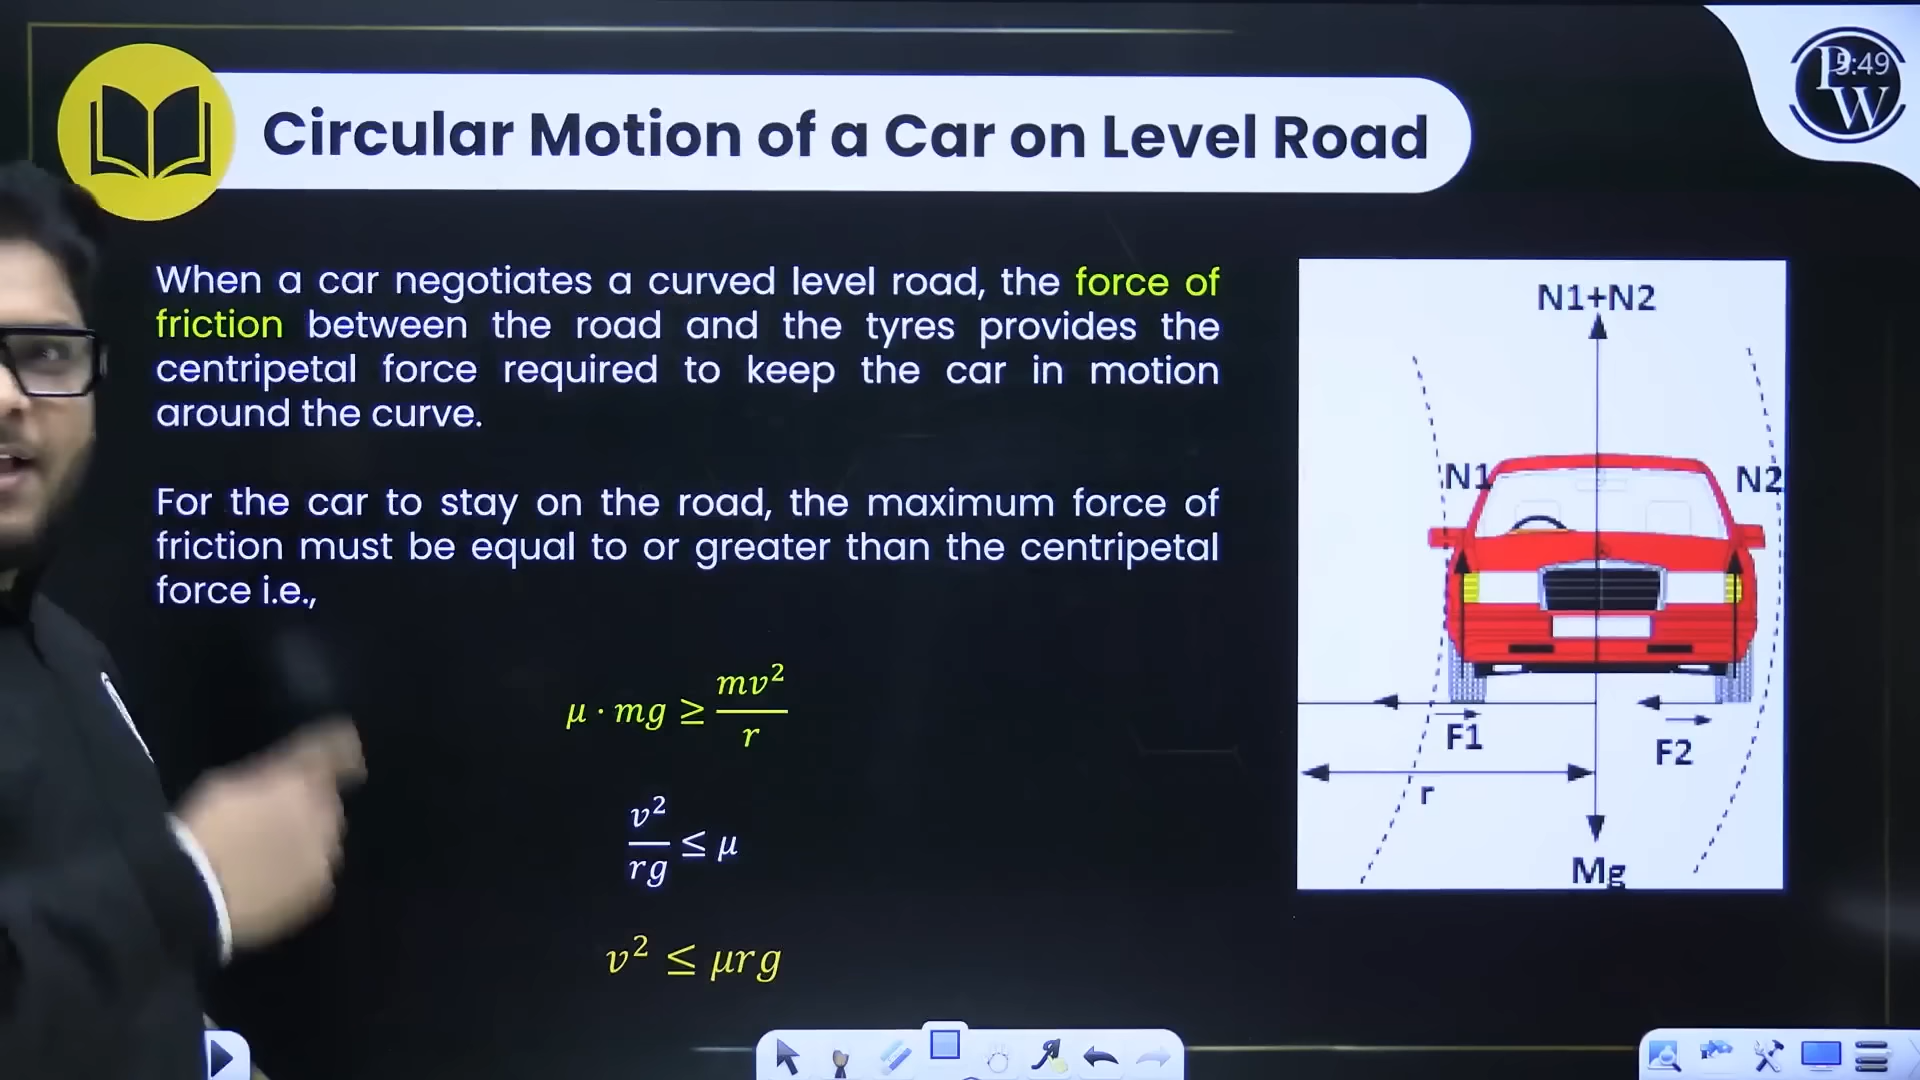 Circular Motion of a Car on Level Road
PW
5:49
When a car negotiates a curved level road, the force of
friction between the road and the tyres provides the
centripetal force required to keep the car in motion
around the curve.
For the car to stay on the road, the maximum force of
friction must be equal to or greater than the centripetal
force i.e.,
μ · mg ≥ mv²/r
v²/rg ≤ μ
v² ≤ μrg
N1+N2
N1
N2
F1
F2
r
Mg